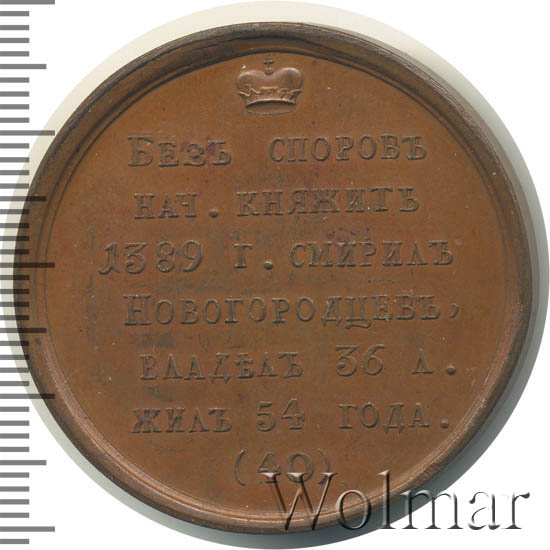 Безъ споровъ
нач. княжить
1389 г. смирилъ
Новогородцевъ,
владѣлъ 36 л.
жилъ 54 года.
(40)
Wolmar